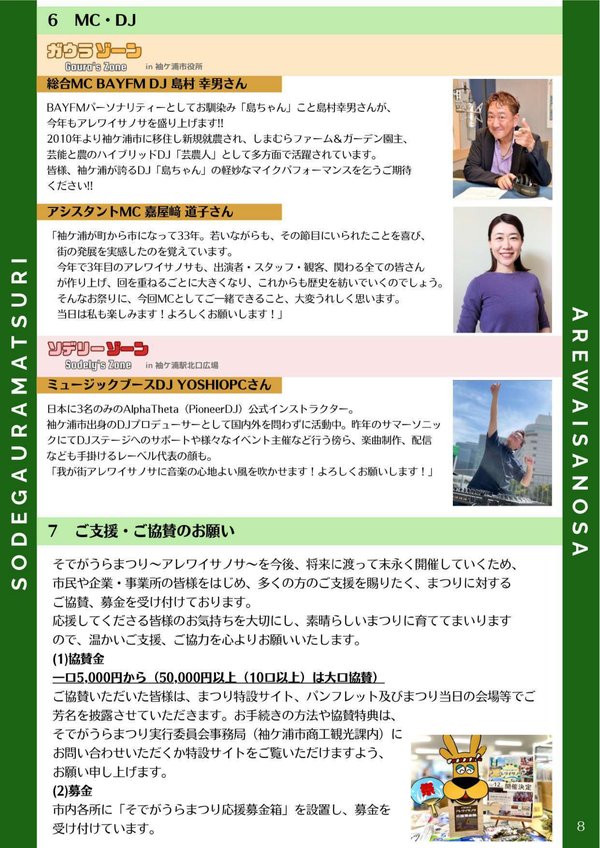 6 MC・DJ
ガウラ ゾーン
Gaura's Zone
in 袖ケ浦市役所
総合MC BAYFM DJ 島村 幸男さん
BAYFMパーソナリティーとしてお馴染み「島ちゃん」こと島村幸男さんが、
今年もアレワイサノサを盛り上げます!!
2010年より袖ケ浦市に移住し新規就農され、しまむらファーム＆ガーデン園主、
芸能と農のハイブリッドDJ「芸農人」として多方面で活躍されています。
皆様、袖ケ浦が誇るDJ「島ちゃん」の軽妙なマイクパフォーマンスを乞うご期待
ください!!
アシスタントMC 嘉屋﨑 道子さん
「袖ケ浦が町から市になって33年。若いながらも、その節目にいられたことを喜び、
街の発展を実感したのを覚えています。
今年で3年目のアレワイサノサも、出演者・スタッフ・観客、関わる全ての皆さん
が作り上げ、回を重ねるごとに大きくなり、これからも歴史を紡いでいくのでしょう。
そんなお祭りに、今回MCとしてご一緒できること、大変うれしく思います。
当日は私も楽しみます！よろしくお願いします！」
ソデリー ゾーン
Sodely's Zone
in 袖ケ浦駅北口広場
ミュージックブースDJ YOSHIOPCさん
日本に3名のみのAlphaTheta（PioneerDJ）公式インストラクター。
袖ケ浦市出身のDJプロデューサーとして国内外を問わずに活動中。昨年のサマーソニッ
クにてDJステージへのサポートや様々なイベント主催など行う傍ら、楽曲制作、配信
なども手掛けるレーベル代表の顔も。
「我が街アレワイサノサに音楽の心地よい風を吹かせます！よろしくお願いします！」
7 ご支援・ご協賛のお願い
そでがうらまつり～アレワイサノサ～を今後、将来に渡って末永く開催していくため、
市民や企業・事業所の皆様をはじめ、多くの方のご支援を賜りたく、まつりに対する
ご協賛、募金を受け付けております。
応援してくださる皆様のお気持ちを大切にし、素晴らしいまつりに育ててまいります
ので、温かいご支援、ご協力を心よりお願いいたします。
(1)協賛金
一口5,000円から（50,000円以上（10口以上）は大口協賛）
ご協賛いただいた皆様は、まつり特設サイト、パンフレット及びまつり当日の会場等でご
芳名を披露させていただきます。お手続きの方法や協賛特典は、
そでがうらまつり実行委員会事務局（袖ケ浦市商工観光課内）に
お問い合わせいただくか特設サイトをご覧いただけますよう、
お願い申し上げます。
(2)募金
市内各所に「そでがうらまつり応援募金箱」を設置し、募金を
受け付けています。
祭
アレワイサノサ
開催決定
SODEGAURAMATSURI
AREWAISANOSA
8